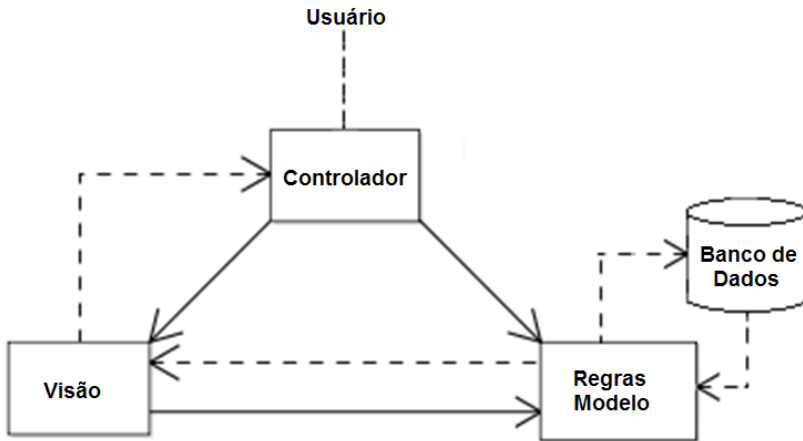 Usuário
Controlador
Banco de
Dados
Visão
Regras
Modelo